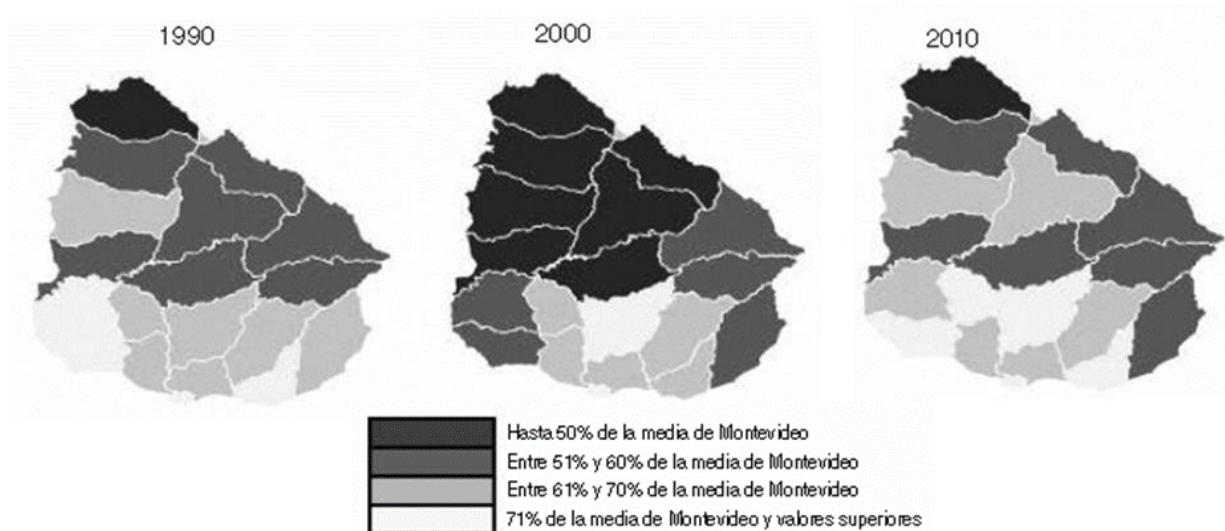 1990
2000
2010
Hasta 50% de la media de Montevideo
Entre 51% y 60% de la media de Montevideo
Entre 61% y 70% de la media de Montevideo
71% de la media de Montevideo y valores superiores